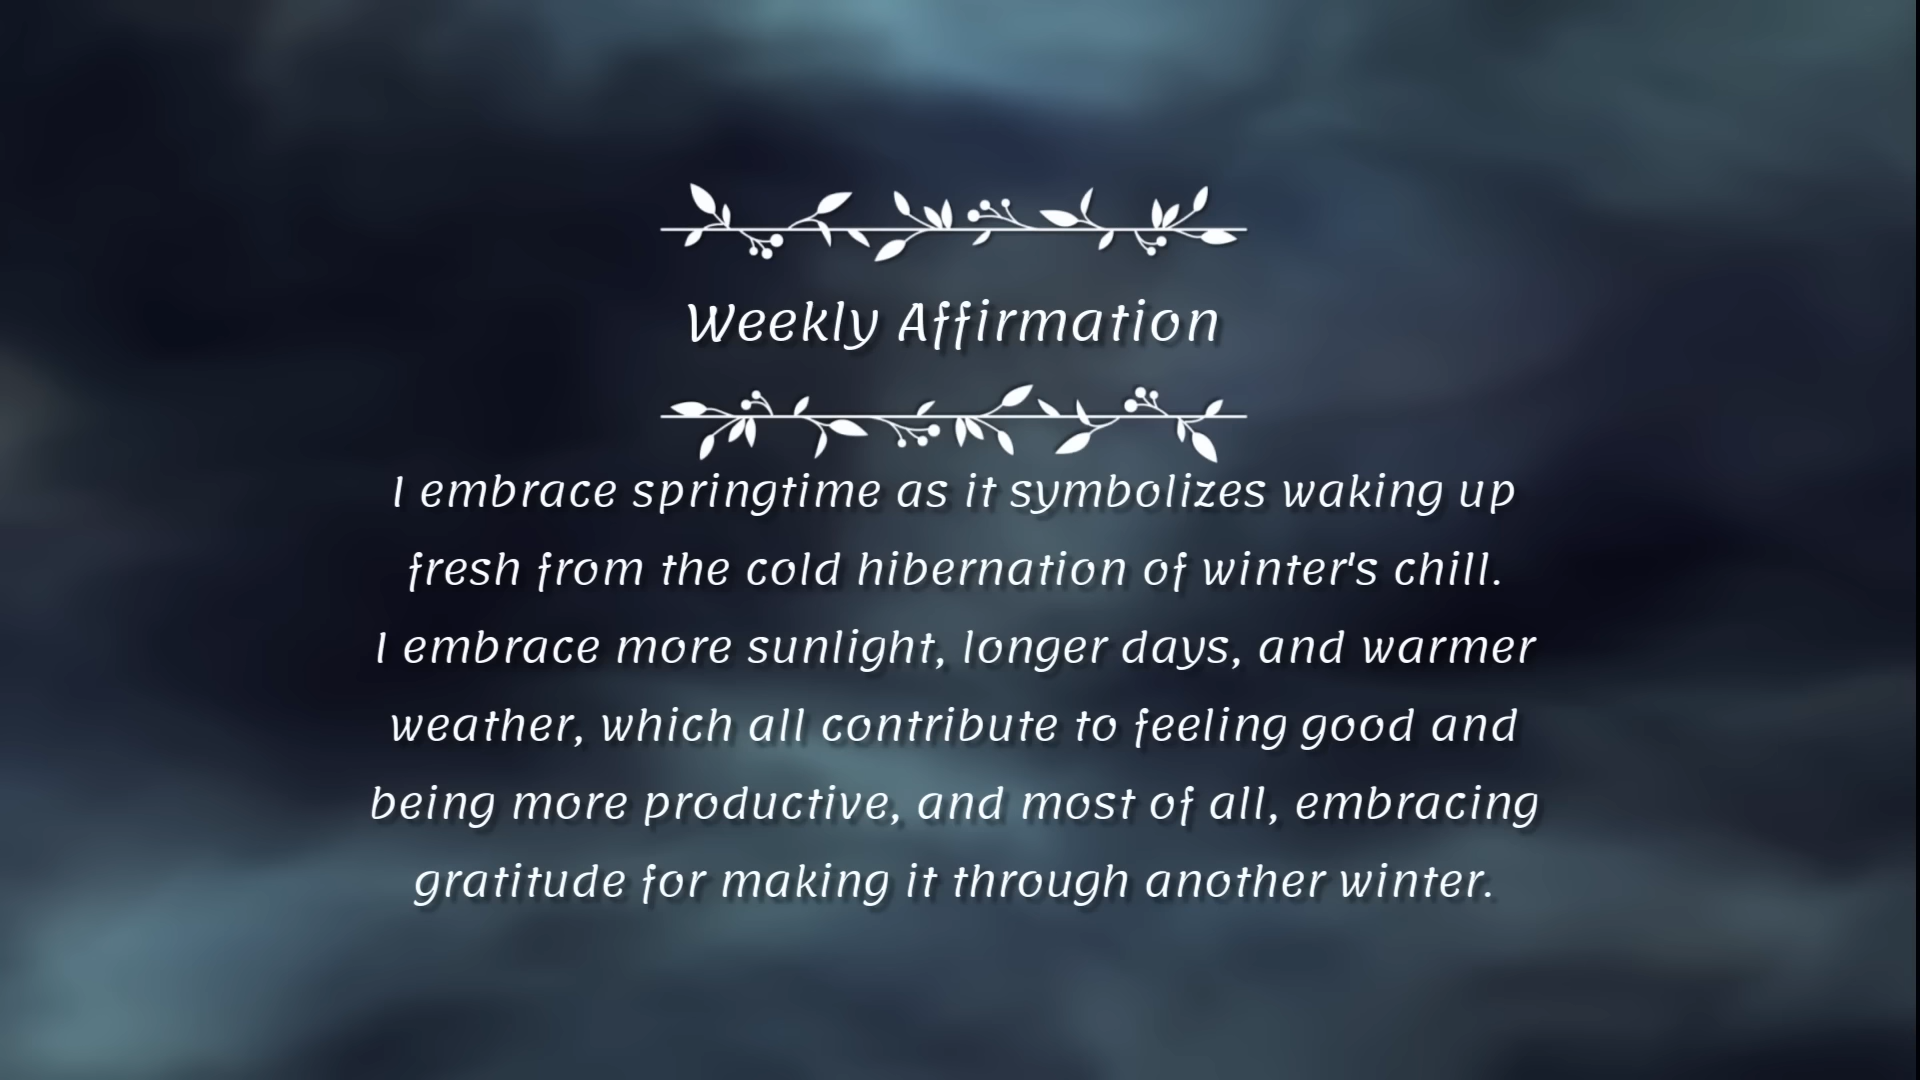 Weekly Affirmation
I embrace springtime as it symbolizes waking up
fresh from the cold hibernation of winter's chill.
I embrace more sunlight, longer days, and warmer
weather, which all contribute to feeling good and
being more productive, and most of all, embracing
gratitude for making it through another winter.